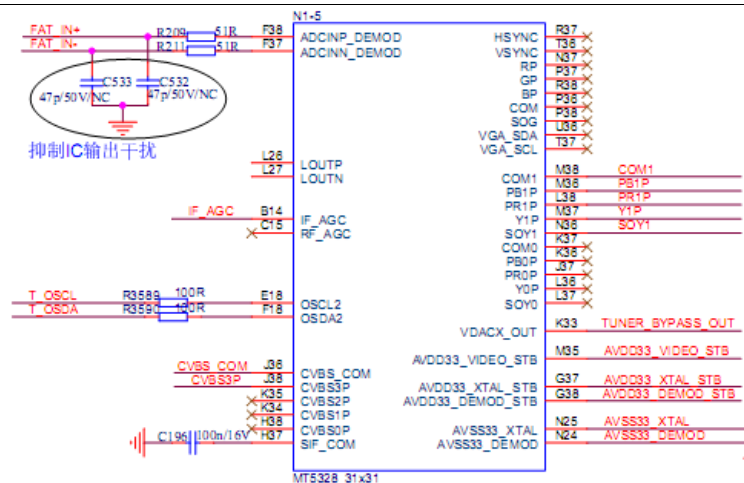 N1-5
FAT_IN+
R209
51R
F38
ADCINP_DEMOD
FAT_IN-
R211
51R
F37
ADCINN_DEMOD
C533
C532
47p/50V/NC
47p/50V/NC
抑制IC输出干扰
L26
LOUTP
L27
LOUTN
IF_AGC
B14
IF_AGC
C15
RF_AGC
T_OSCL
R3589
100R
E18
OSCL2
T_OSDA
R3590
100R
F18
OSDA2
CVBS_COM
J36
CVBS_COM
CVBS3P
J38
CVBS3P
K35
CVBS2P
K34
CVBS1P
H38
CVBS0P
C196
100n/16V
H37
SIF_COM
HSYNC
R37
VSYNC
T36
RP
N37
GP
P37
BP
R38
COM
P36
SOG
P38
VGA_SDA
U36
VGA_SCL
T37
COM1
M38
COM1
PB1P
M36
PB1P
PR1P
L38
PR1P
Y1P
M37
Y1P
SOY1
N36
SOY1
COM0
K37
PB0P
K36
PR0P
J37
Y0P
L36
SOY0
L37
VDACX_OUT
K33
TUNER_BYPASS_OUT
AVDD33_VIDEO_STB
M35
AVDD33_VIDEO_STB
AVDD33_XTAL_STB
G37
AVDD33_XTAL_STB
AVDD33_DEMOD_STB
G38
AVDD33_DEMOD_STB
AVSS33_XTAL
N25
AVSS33_XTAL
AVSS33_DEMOD
N24
AVSS33_DEMOD
MT5328 31x31